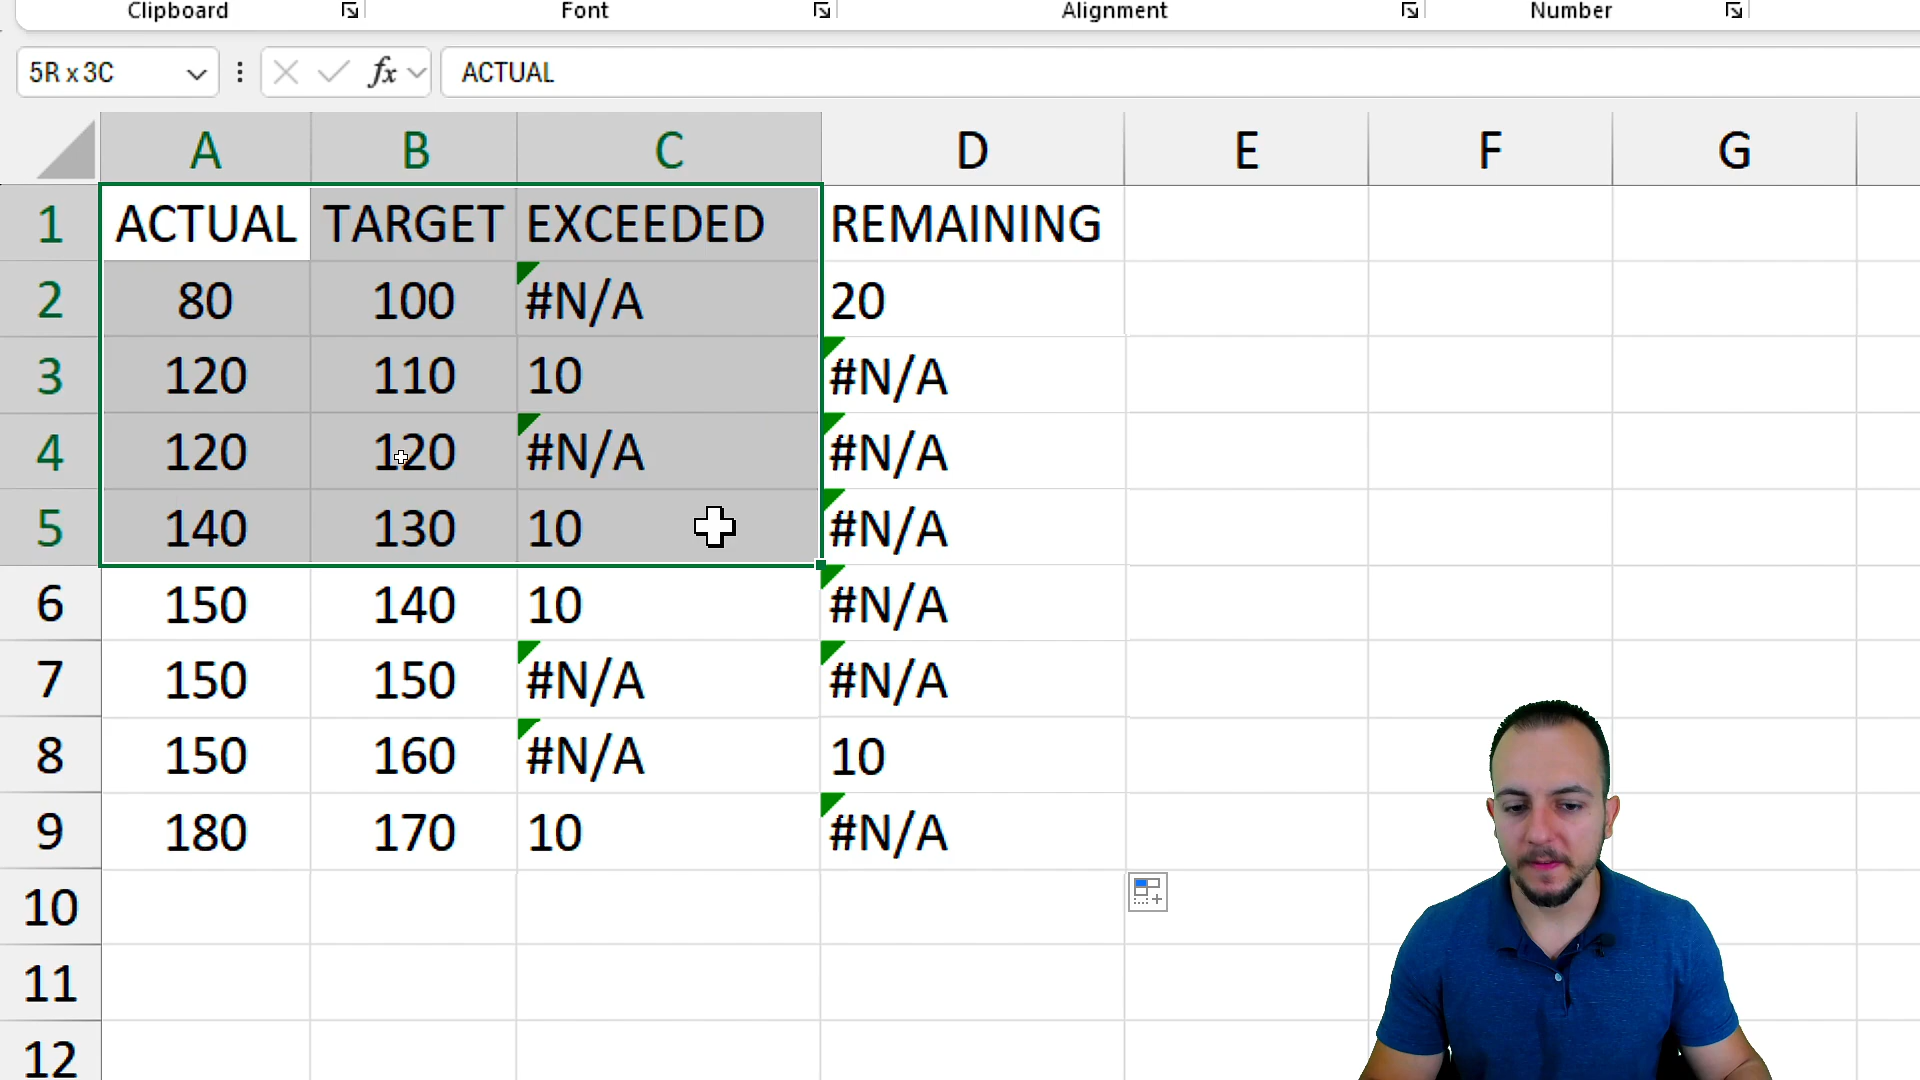 Clipboard Font Alignment Number
5R x 3C fx ACTUAL
A B C D E F G
1 ACTUAL TARGET EXCEEDED REMAINING
2 80 100 #N/A 20
3 120 110 10 #N/A
4 120 120 #N/A #N/A
5 140 130 10 #N/A
6 150 140 10 #N/A
7 150 150 #N/A #N/A
8 150 160 #N/A 10
9 180 170 10 #N/A
10
11
12